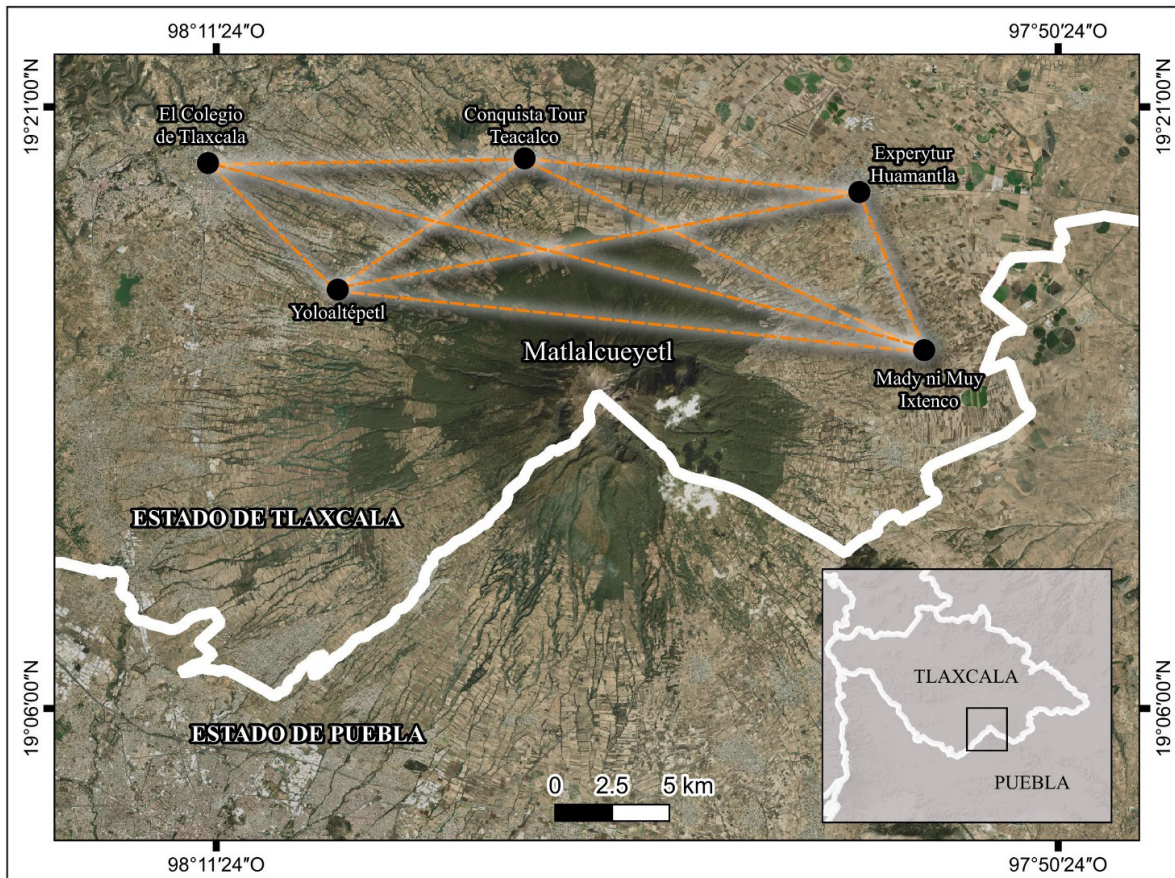 98°11'24"O
97°50'24"O
19°21'00"N
19°21'00"N
El Colegio
de Tlaxcala
Conquista Tour
Teacalco
Experytur
Huamantla
Yoloaltépetl
Matlalcueyetl
Mady ni Muy
Ixtenco
ESTADO DE TLAXCALA
TLAXCALA
19°06'00"N
19°06'00"N
ESTADO DE PUEBLA
PUEBLA
0 2.5 5 km
98°11'24"O
97°50'24"O